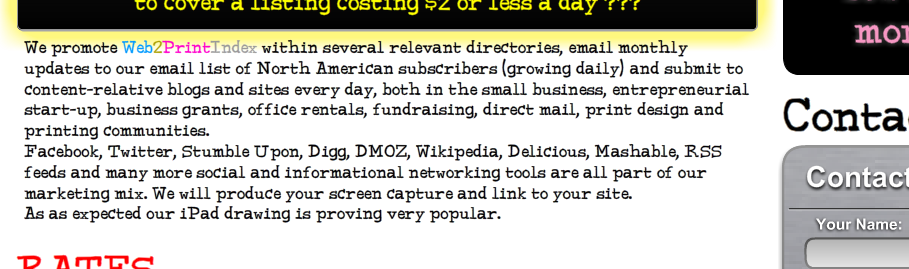 to cover a listing costing $2 or less a day ???
We promote Web2PrintIndex within several relevant directories, email monthly
updates to our email list of North American subscribers (growing daily) and submit to
content-relative blogs and sites every day, both in the small business, entrepreneurial
start-up, business grants, office rentals, fundraising, direct mail, print design and
printing communities.
Facebook, Twitter, Stumble Upon, Digg, DMOZ, Wikipedia, Delicious, Mashable, RSS
feeds and many more social and informational networking tools are all part of our
marketing mix. We will produce your screen capture and link to your site.
As as expected our iPad drawing is proving very popular.
RATES
Contact
Your Name: